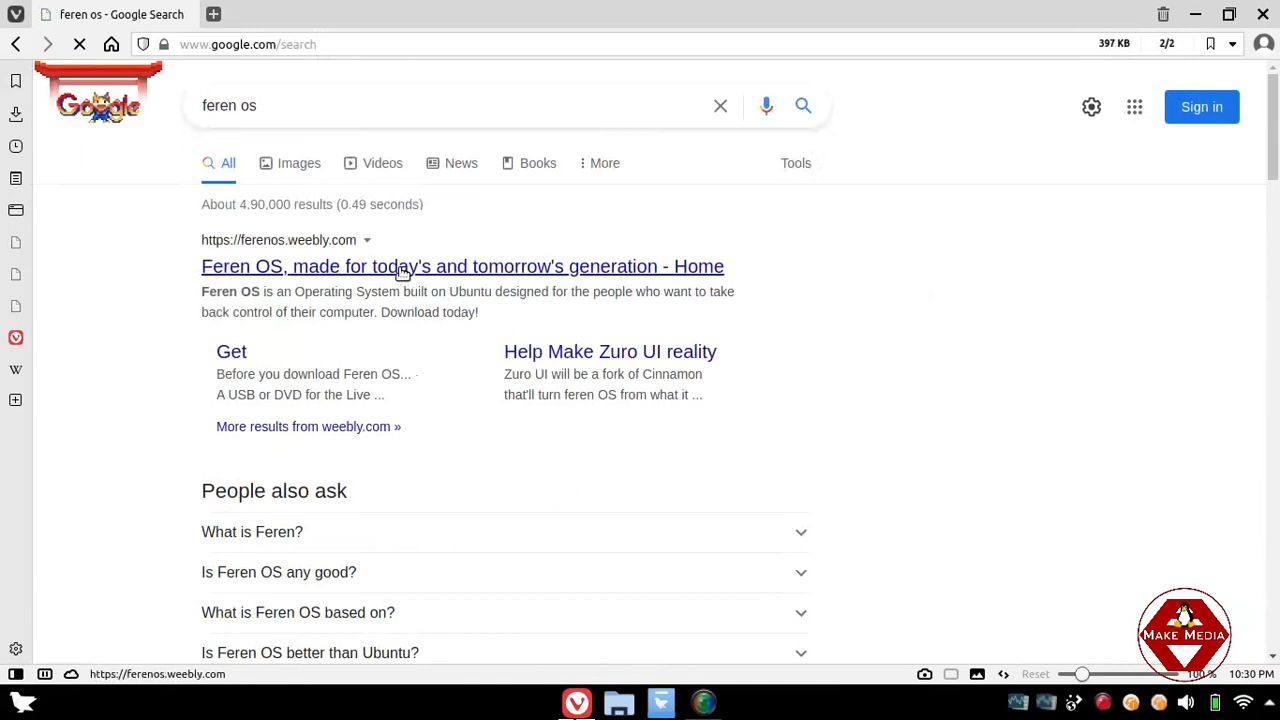 feren os - Google Search
www.google.com/search
397 KB
2/2
Google
feren os
Sign in
All
Images
Videos
News
Books
More
Tools
About 4,90,000 results (0.49 seconds)
https://ferenos.weebly.com
Feren OS, made for today's and tomorrow's generation - Home
Feren OS is an Operating System built on Ubuntu designed for the people who want to take
back control of their computer. Download today!
Get
Before you download Feren OS... ·
A USB or DVD for the Live ...
Help Make Zuro UI reality
Zuro UI will be a fork of Cinnamon
that'll turn feren OS from what it ...
More results from weebly.com »
People also ask
What is Feren?
Is Feren OS any good?
What is Feren OS based on?
Is Feren OS better than Ubuntu?
W
MAKE MEDIA
https://ferenos.weebly.com
Reset
100 %
10:30 PM